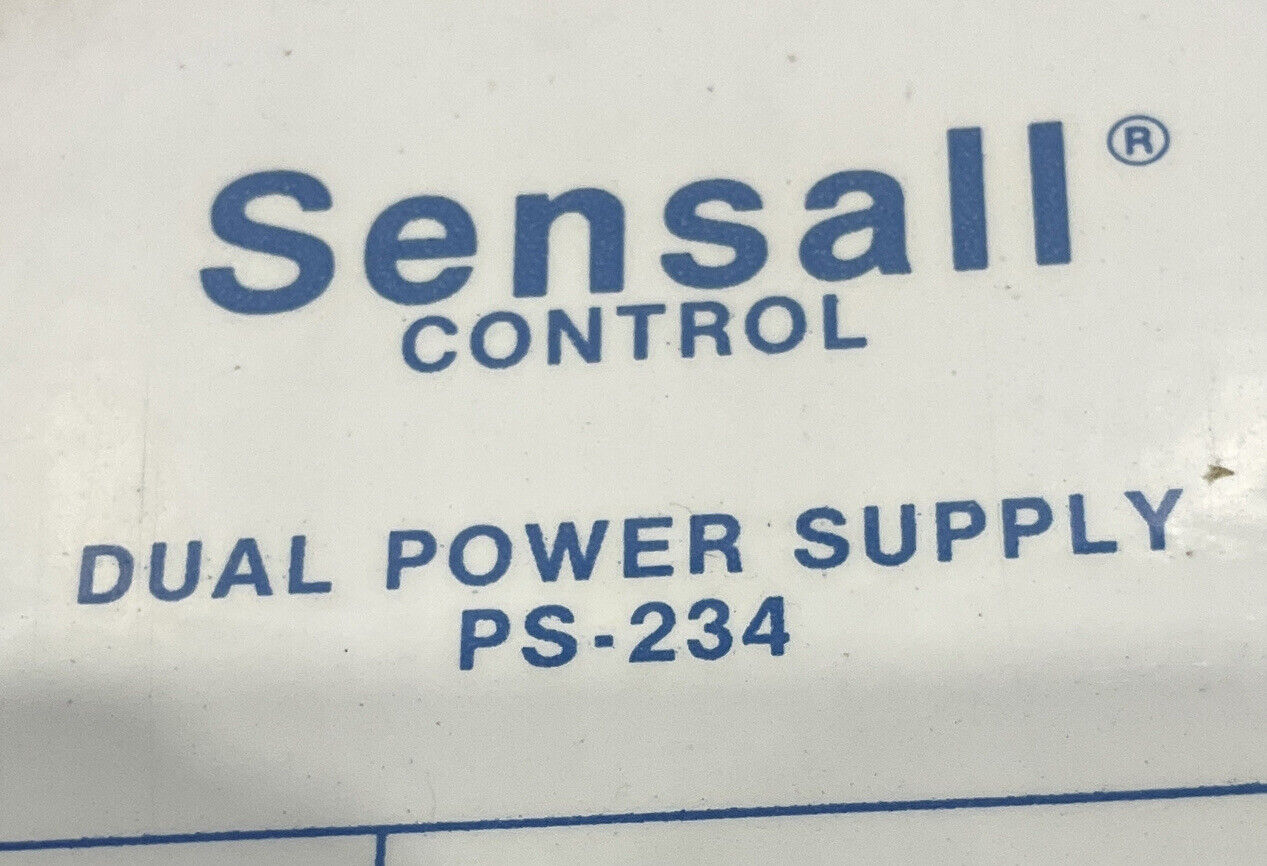 Sensall®
CONTROL
DUAL POWER SUPPLY
PS-234